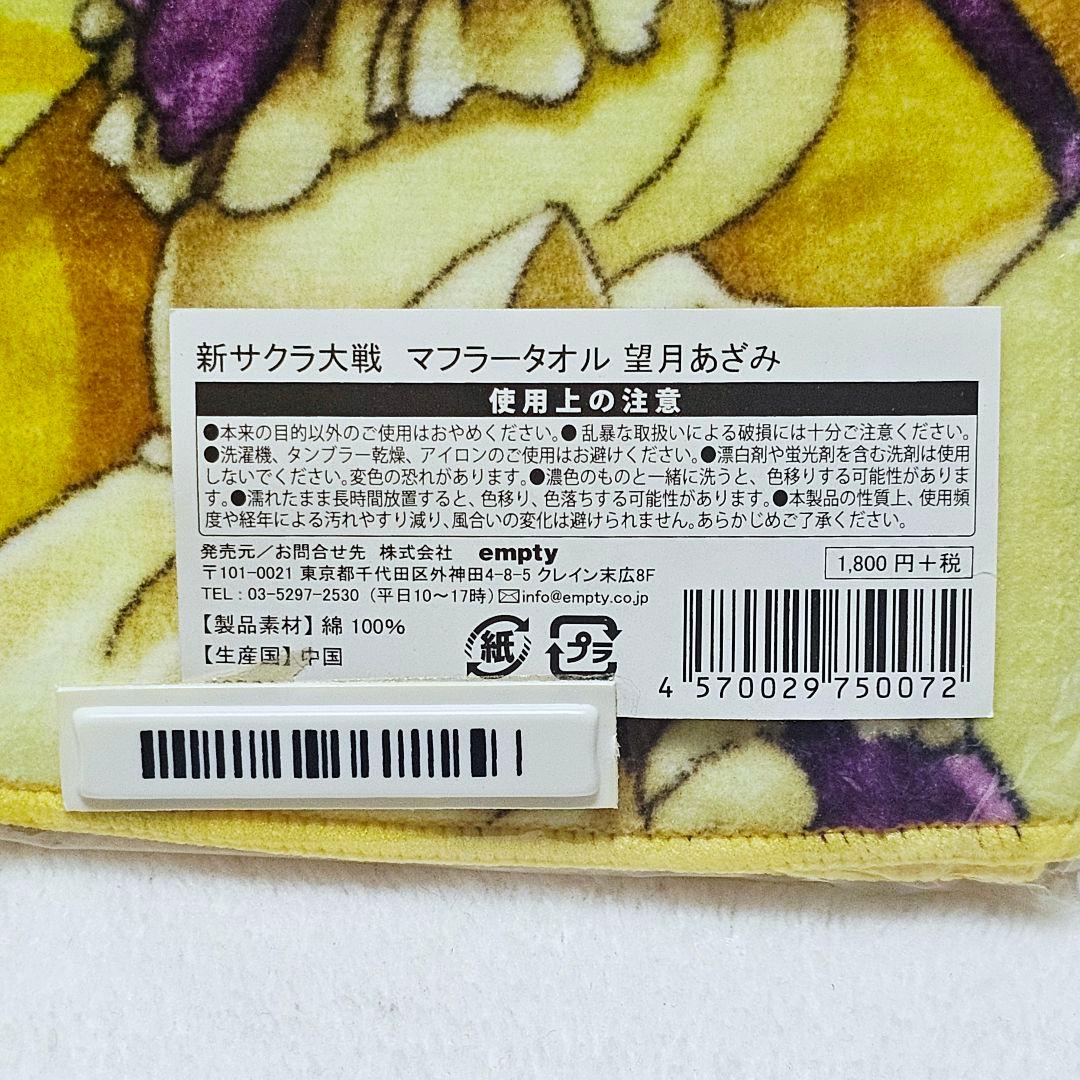 新サクラ大戦 マフラータオル 望月あざみ
使用上の注意
●本来の目的以外のご使用はおやめください。●乱暴な取扱いによる破損には十分ご注意ください。
●洗濯機、タンブラー乾燥、アイロンのご使用はお避けください。●漂白剤や蛍光剤を含む洗剤は使用
しないでください。変色の恐れがあります。●濃色のものと一緒に洗うと、色移りする可能性がありま
す。●濡れたまま長時間放置すると、色移り、色落ちする可能性があります。●本製品の性質上、使用頻
度や経年による汚れやすり減り、風合いの変化は避けられません。あらかじめご了承ください。
発売元/お問合せ先 株式会社 empty
〒101-0021 東京都千代田区外神田4-8-5 クレイン末広8F
TEL:03-5297-2530(平日10〜17時)✉info@empty.co.jp
1,800円+税
【製品素材】綿 100%
【生産国】中国
紙
プラ
4 570029 750072